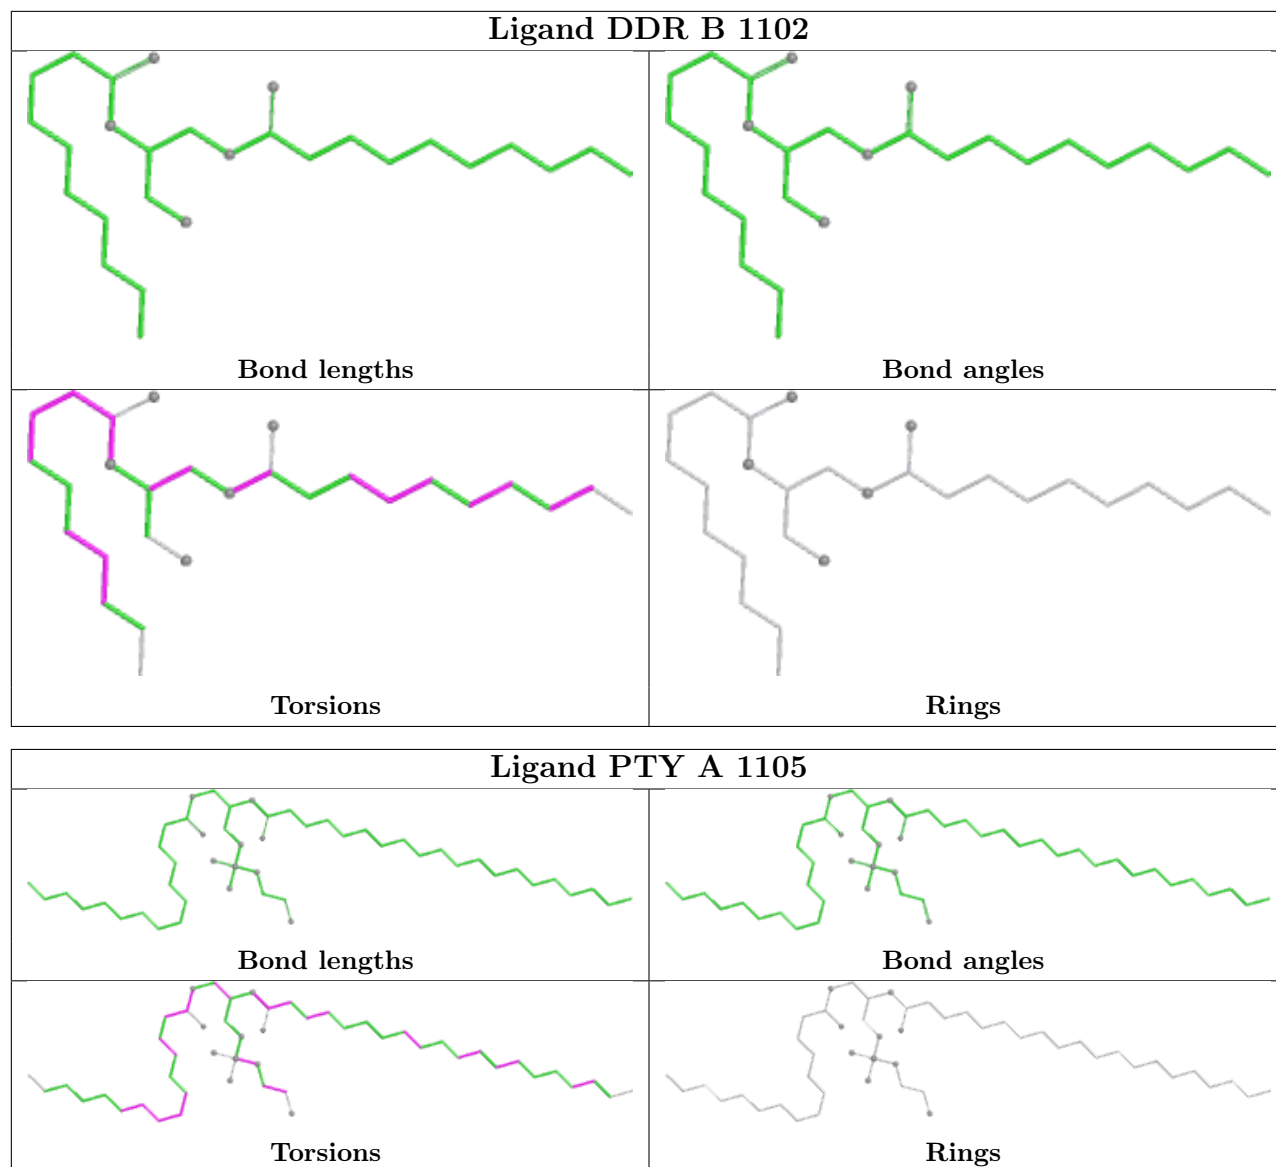 Ligand DDR B 1102
Bond lengths
Bond angles
Torsions
Rings
Ligand PTY A 1105
Bond lengths
Bond angles
Torsions
Rings